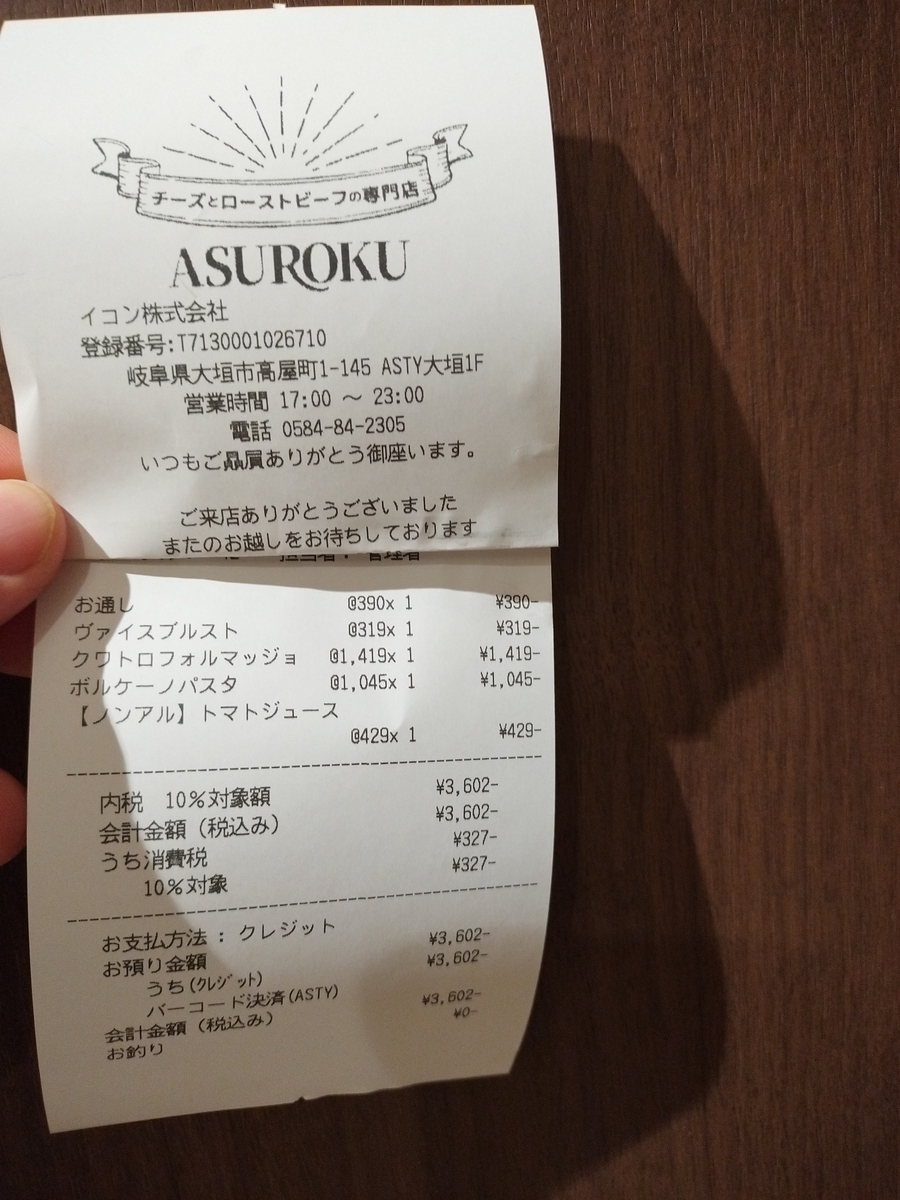 チーズとローストビーフの専門店
ASUROKU
イコン株式会社
登録番号:T7130001026710
岐阜県大垣市高屋町1-145 ASTY大垣1F
営業時間 17:00 ～ 23:00
電話 0584-84-2305
いつもご贔屓ありがとう御座います。
ご来店ありがとうございました
またのお越しをお待ちしております
担当者: 管理者
お通し @390x 1 ¥390-
ヴァイスブルスト @319x 1 ¥319-
クワトロフォルマッジョ @1,419x 1 ¥1,419-
ボルケーノパスタ @1,045x 1 ¥1,045-
【ノンアル】トマトジュース
@429x 1 ¥429-
内税 10%対象額 ¥3,602-
会計金額(税込み) ¥3,602-
うち消費税 ¥327-
10%対象 ¥327-
お支払方法 : クレジット
お預り金額 ¥3,602-
うち(ｸﾚｼﾞｯﾄ) ¥3,602-
バーコード決済(ASTY)
会計金額(税込み) ¥3,602-
お釣り ¥0-